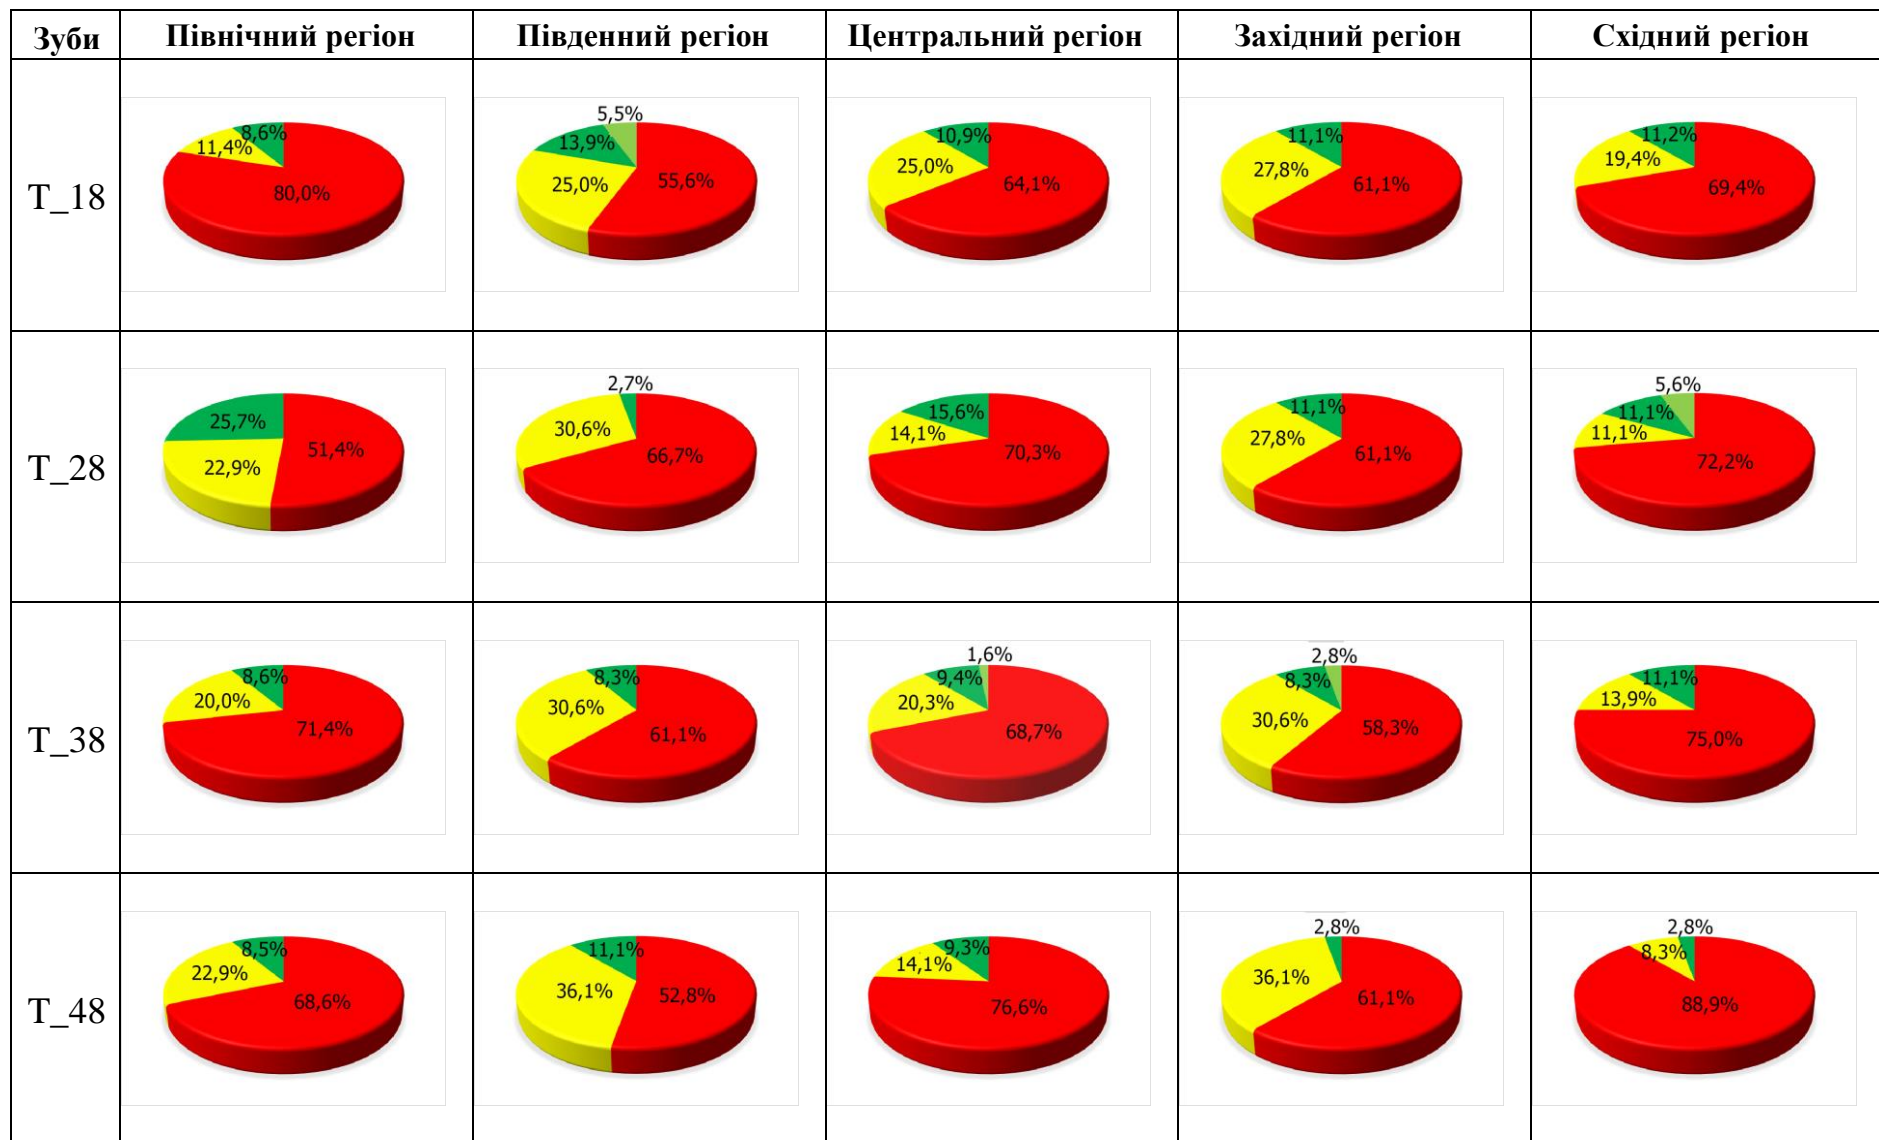 Зуби Північний регіон Південний регіон Центральний регіон Західний регіон Східний регіон
T_18
8,6% 11,4% 80,0%
5,5% 13,9% 25,0% 55,6%
10,9% 25,0% 64,1%
11,1% 27,8% 61,1%
11,2% 19,4% 69,4%
T_28
25,7% 22,9% 51,4%
2,7% 30,6% 66,7%
15,6% 14,1% 70,3%
11,1% 27,8% 61,1%
5,6% 11,1% 11,1% 72,2%
T_38
8,6% 20,0% 71,4%
8,3% 30,6% 61,1%
1,6% 9,4% 20,3% 68,7%
2,8% 8,3% 30,6% 58,3%
11,1% 13,9% 75,0%
T_48
8,5% 22,9% 68,6%
11,1% 36,1% 52,8%
9,3% 14,1% 76,6%
2,8% 36,1% 61,1%
2,8% 8,3% 88,9%